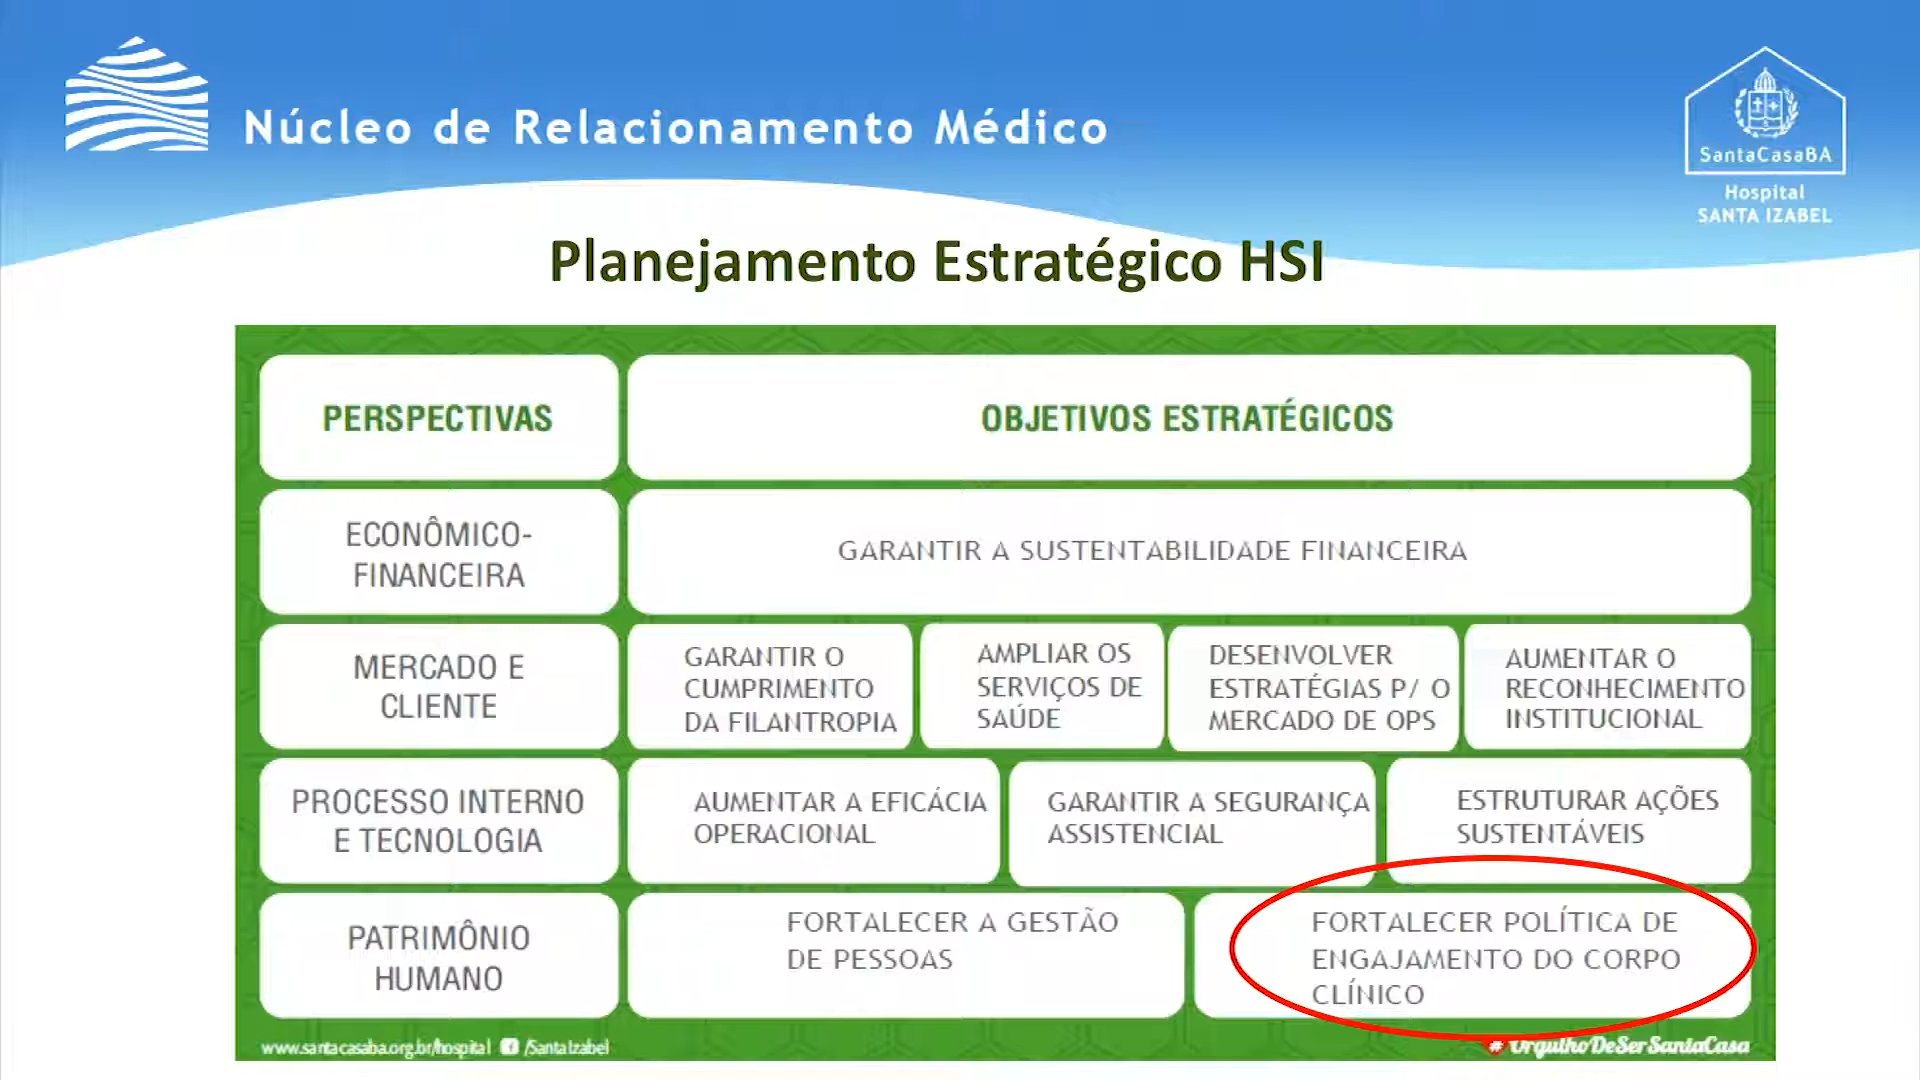 Núcleo de Relacionamento Médico
SantaCasaBA
Hospital
SANTA IZABEL
Planejamento Estratégico HSI
PERSPECTIVAS
OBJETIVOS ESTRATÉGICOS
ECONÔMICO-
FINANCEIRA
GARANTIR A SUSTENTABILIDADE FINANCEIRA
MERCADO E
CLIENTE
GARANTIR O
CUMPRIMENTO
DA FILANTROPIA
AMPLIAR OS
SERVIÇOS DE
SAÚDE
DESENVOLVER
ESTRATÉGIAS P/ O
MERCADO DE OPS
AUMENTAR O
RECONHECIMENTO
INSTITUCIONAL
PROCESSO INTERNO
E TECNOLOGIA
AUMENTAR A EFICÁCIA
OPERACIONAL
GARANTIR A SEGURANÇA
ASSISTENCIAL
ESTRUTURAR AÇÕES
SUSTENTÁVEIS
PATRIMÔNIO
HUMANO
FORTALECER A GESTÃO
DE PESSOAS
FORTALECER POLÍTICA DE
ENGAJAMENTO DO CORPO
CLÍNICO
www.santacasaba.org.br/hospital f /SantaIzabel
#OrgulhoDeSerSantaCasa